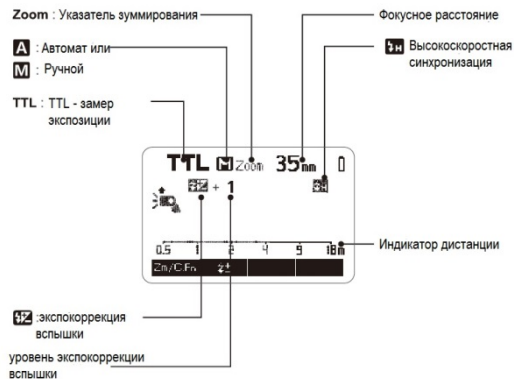 Zoom : Указатель зуммирования
A : Автомат или
M : Ручной
TTL : TTL - замер
экспозиции
Фокусное расстояние
H Высокоскоростная
синхронизация
TTL M Zoom 35mm
+ 1 H
0.5 1 2 4 9 18m
Zm/C.Fn ±
Индикатор дистанции
:экспокоррекция
вспышки
уровень экспокоррекции
вспышки